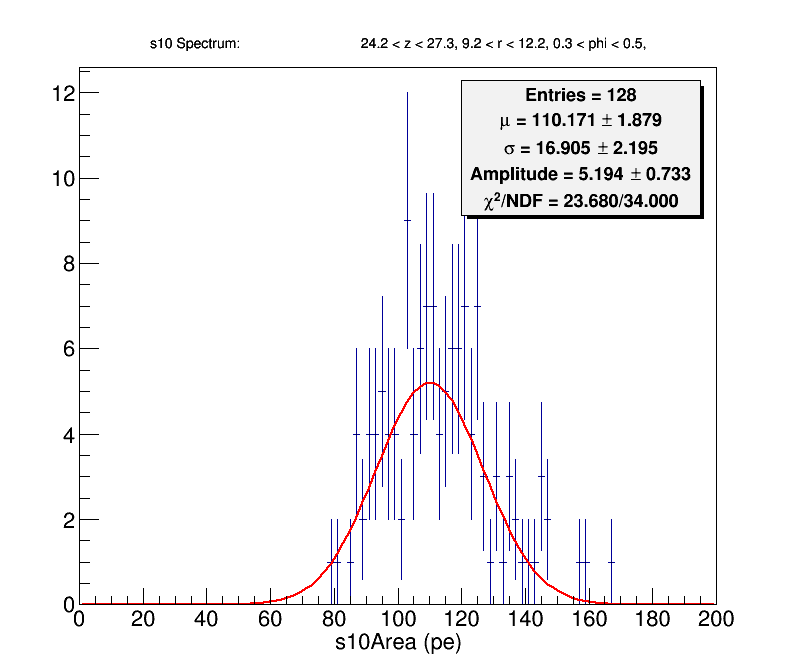 s10 Spectrum: 24.2 < z < 27.3, 9.2 < r < 12.2, 0.3 < phi < 0.5,
Entries = 128
μ = 110.171 ± 1.879
σ = 16.905 ± 2.195
Amplitude = 5.194 ± 0.733
χ²/NDF = 23.680/34.000
12
10
8
6
4
2
0
0 20 40 60 80 100 120 140 160 180 200
s10Area (pe)